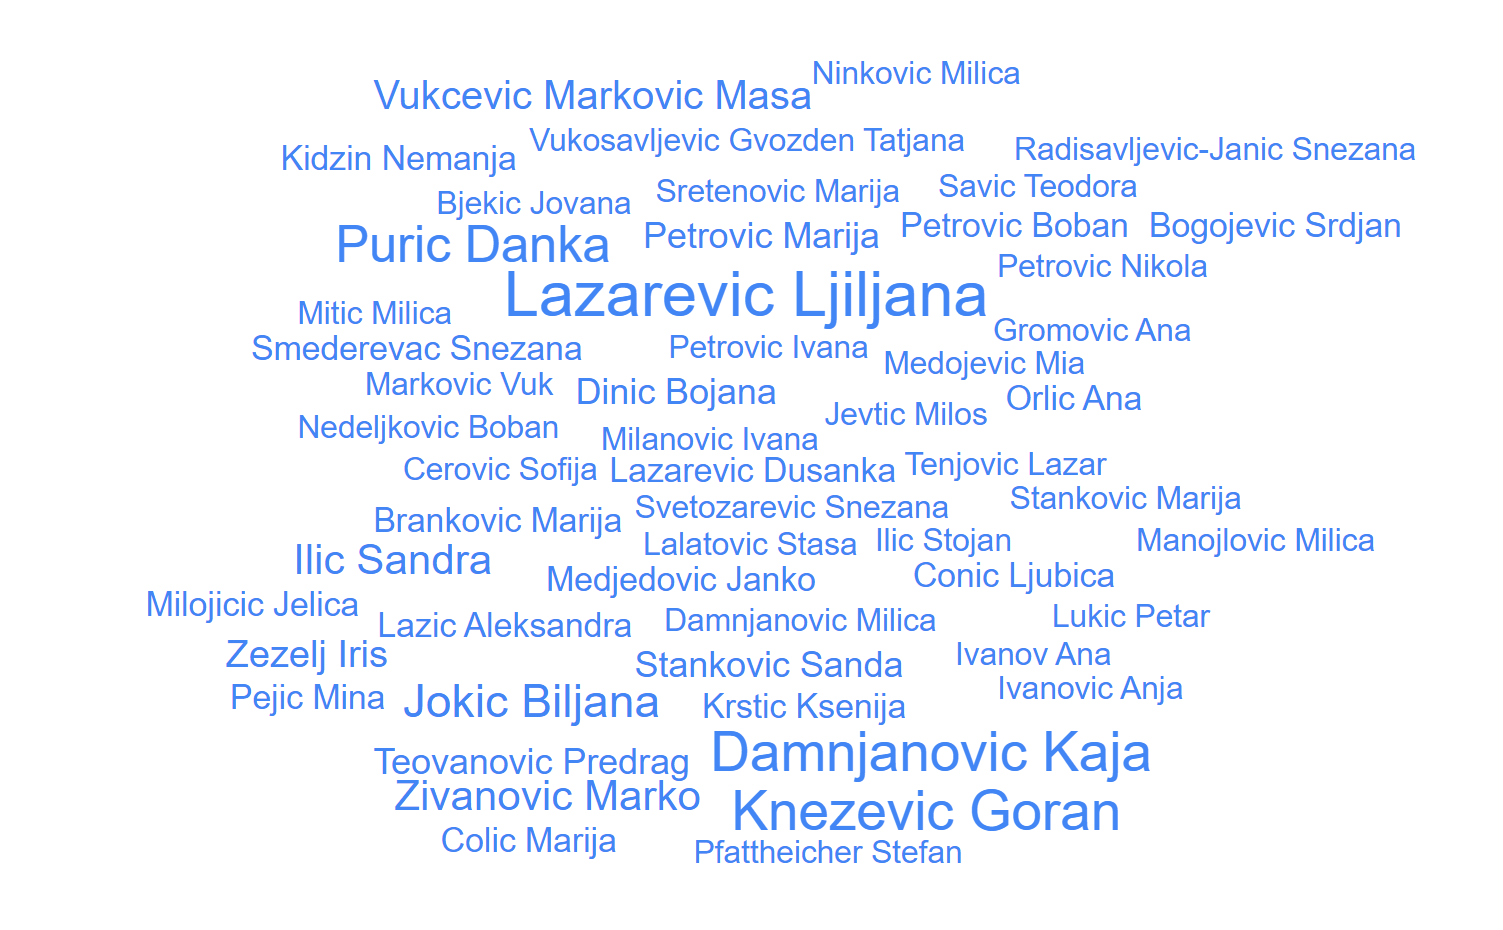 Ninkovic Milica
Vukcevic Markovic Masa
Vukosavljevic Gvozden Tatjana
Radisavljevic-Janic Snezana
Kidzin Nemanja
Sretenovic Marija
Savic Teodora
Bjekic Jovana
Petrovic Boban
Bogojevic Srdjan
Puric Danka
Petrovic Marija
Petrovic Nikola
Lazarevic Ljiljana
Mitic Milica
Gromovic Ana
Smederevac Snezana
Petrovic Ivana
Medojevic Mia
Markovic Vuk
Dinic Bojana
Orlic Ana
Jevtic Milos
Nedeljkovic Boban
Milanovic Ivana
Cerovic Sofija
Lazarevic Dusanka
Tenjovic Lazar
Stankovic Marija
Svetozarevic Snezana
Brankovic Marija
Lalatovic Stasa
Ilic Stojan
Manojlovic Milica
Ilic Sandra
Medjedovic Janko
Conic Ljubica
Milojicic Jelica
Lazic Aleksandra
Damnjanovic Milica
Lukic Petar
Zezelj Iris
Stankovic Sanda
Ivanov Ana
Pejic Mina
Jokic Biljana
Krstic Ksenija
Ivanovic Anja
Teovanovic Predrag
Damnjanovic Kaja
Zivanovic Marko
Knezevic Goran
Colic Marija
Pfattheicher Stefan